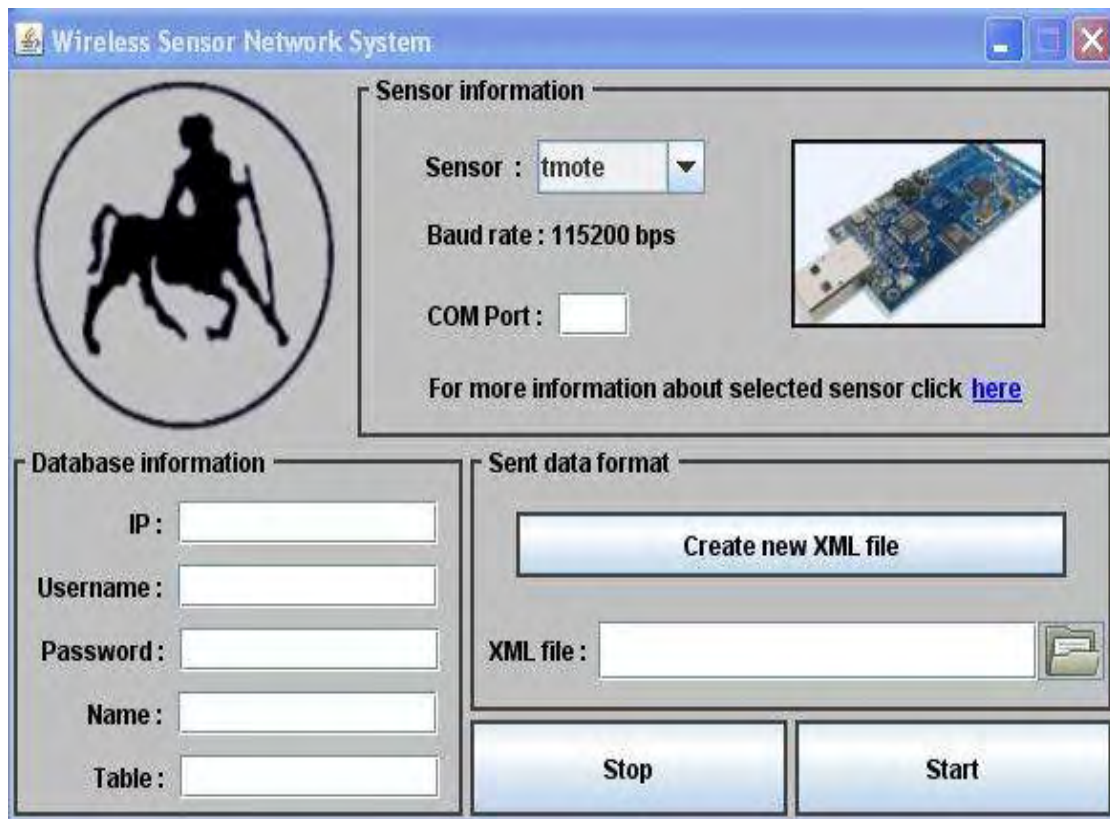 Wireless Sensor Network System
Sensor information
Sensor : tmote
Baud rate : 115200 bps
COM Port :
For more information about selected sensor click here
Database information
IP :
Username :
Password :
Name :
Table :
Sent data format
Create new XML file
XML file :
Stop
Start